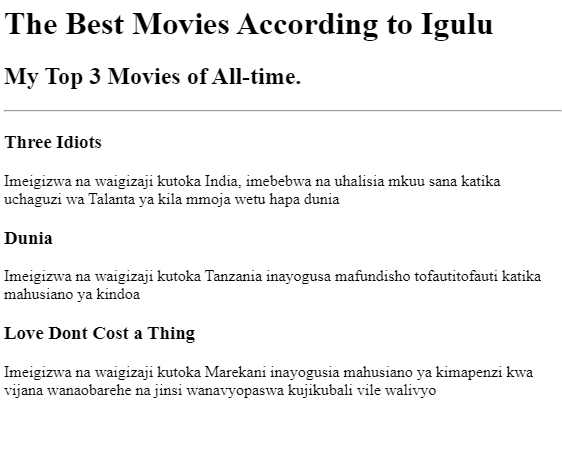 The Best Movies According to Igulu
My Top 3 Movies of All-time.
Three Idiots
Imeigizwa na waigizaji kutoka India, imebebwa na uhalisia mkuu sana katika
uchaguzi wa Talanta ya kila mmoja wetu hapa dunia
Dunia
Imeigizwa na waigizaji kutoka Tanzania inayogusa mafundisho tofautitofauti katika
mahusiano ya kindoa
Love Dont Cost a Thing
Imeigizwa na waigizaji kutoka Marekani inayogusia mahusiano ya kimapenzi kwa
vijana wanaobarehe na jinsi wanavyopaswa kujikubali vile walivyo